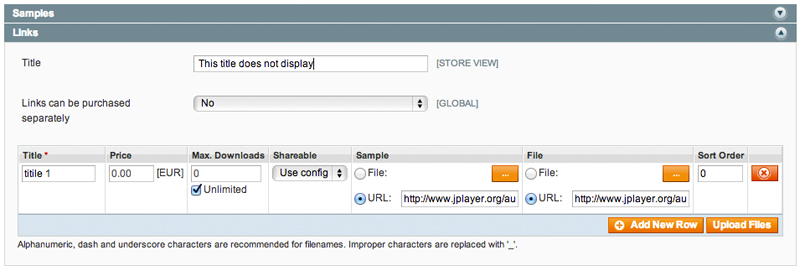 Samples
Links
Title This title does not display [STORE VIEW]
Links can be purchased separately No [GLOBAL]
Title * Price Max. Downloads Shareable Sample File Sort Order
titile 1 0.00 [EUR] 0 Use config File: ... File: ... 0
Unlimited URL: http://www.jplayer.org/au URL: http://www.jplayer.org/au
Add New Row Upload Files
Alphanumeric, dash and underscore characters are recommended for filenames. Improper characters are replaced with '_'.